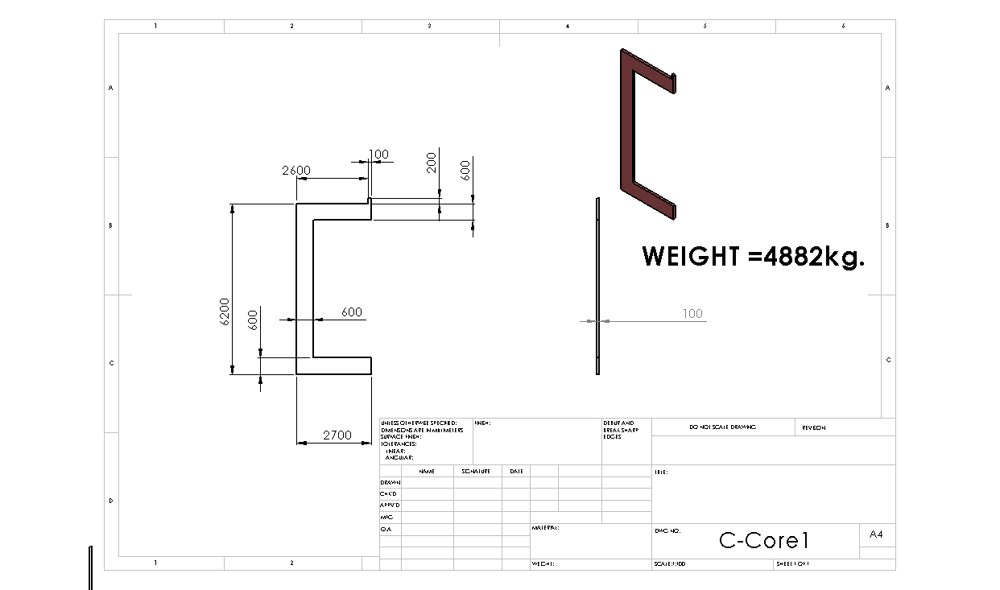 1 2 3 4 5 6
A A
B B
C C
D
1 2
100
2600
200
600
6200
600
600
2700
WEIGHT =4882kg.
100
UNLESS OTHERWISE SPECIFIED:
DIMENSIONS ARE IN MILLIMETERS
SURFACE FINISH:
TOLERANCES:
LINEAR:
ANGULAR:
FINISH:
DEBUR AND
BREAK SHARP
EDGES
DO NOT SCALE DRAWING
REVISION
NAME SIGNATURE DATE
DRAWN
CHK'D
APPV'D
MFG
Q.A
TITLE:
MATERIAL:
DWG NO.
C-Core1
A4
WEIGHT:
SCALE:1:100
SHEET 1 OF 1